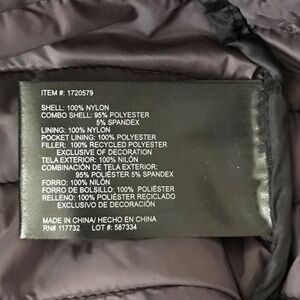 ITEM #: 1720579
SHELL: 100% NYLON
COMBO SHELL: 95% POLYESTER
5% SPANDEX
LINING: 100% NYLON
POCKET LINING: 100% POLYESTER
FILLER: 100% RECYCLED POLYESTER
EXCLUSIVE OF DECORATION
TELA EXTERIOR: 100% NILÓN
COMBINACIÓN DE TELA EXTERIOR:
95% POLIÉSTER 5% SPANDEX
FORRO: 100% NILÓN
FORRO DE BOLSILLO: 100% POLIÉSTER
RELLENO: 100% POLIÉSTER RECICLADO
EXCLUSIVO DE DECORACIÓN
MADE IN CHINA/ HECHO EN CHINA
RN# 117732 LOT #: 587334